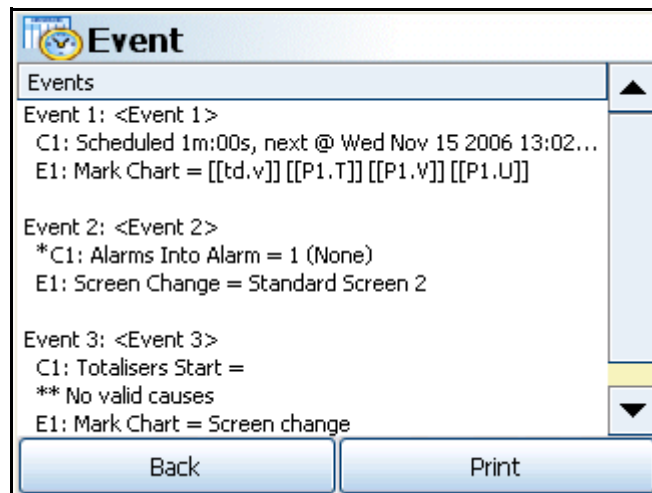 Event
Events
Event 1: <Event 1>
C1: Scheduled 1m:00s, next @ Wed Nov 15 2006 13:02...
E1: Mark Chart = [[td.v]] [[P1.T]] [[P1.V]] [[P1.U]]
Event 2: <Event 2>
*C1: Alarms Into Alarm = 1 (None)
E1: Screen Change = Standard Screen 2
Event 3: <Event 3>
C1: Totalisers Start =
** No valid causes
E1: Mark Chart = Screen change
Back
Print